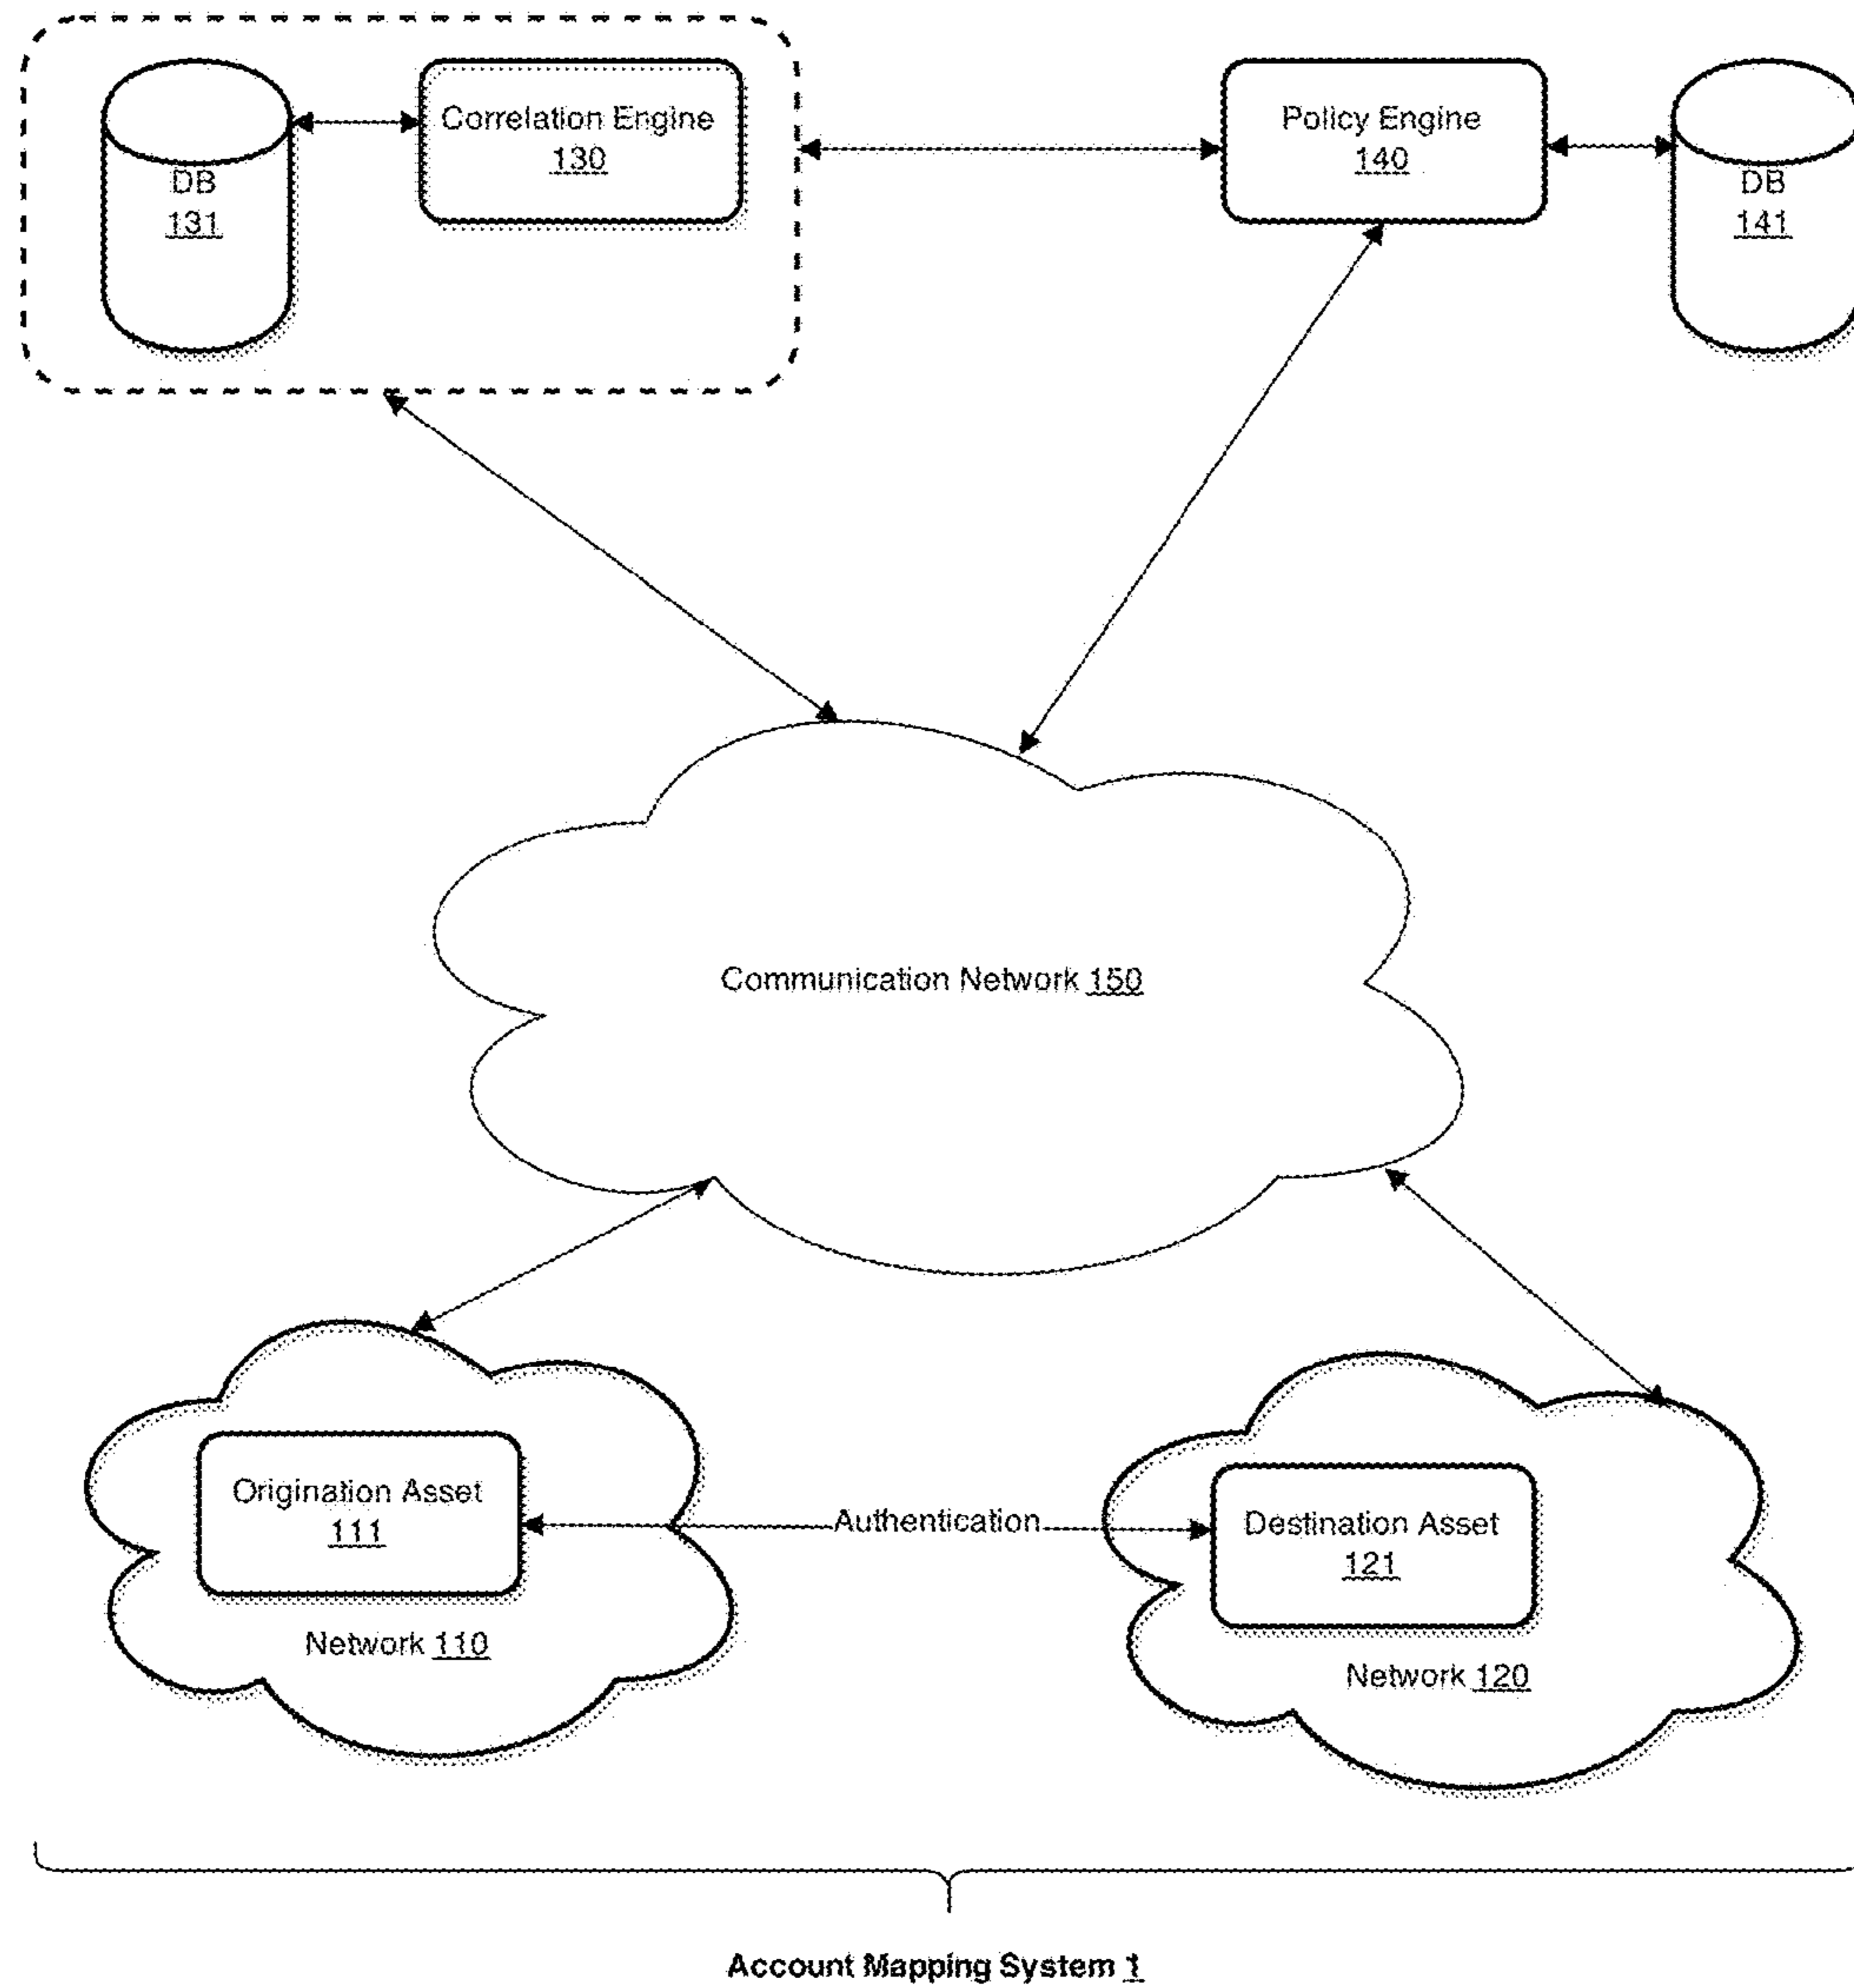 Correlation Engine
130
Policy Engine
140
DB
131
DB
141
Communication Network 150
Origination Asset
111
Authentication
Destination Asset
121
Network 110
Network 120
Account Mapping System 1